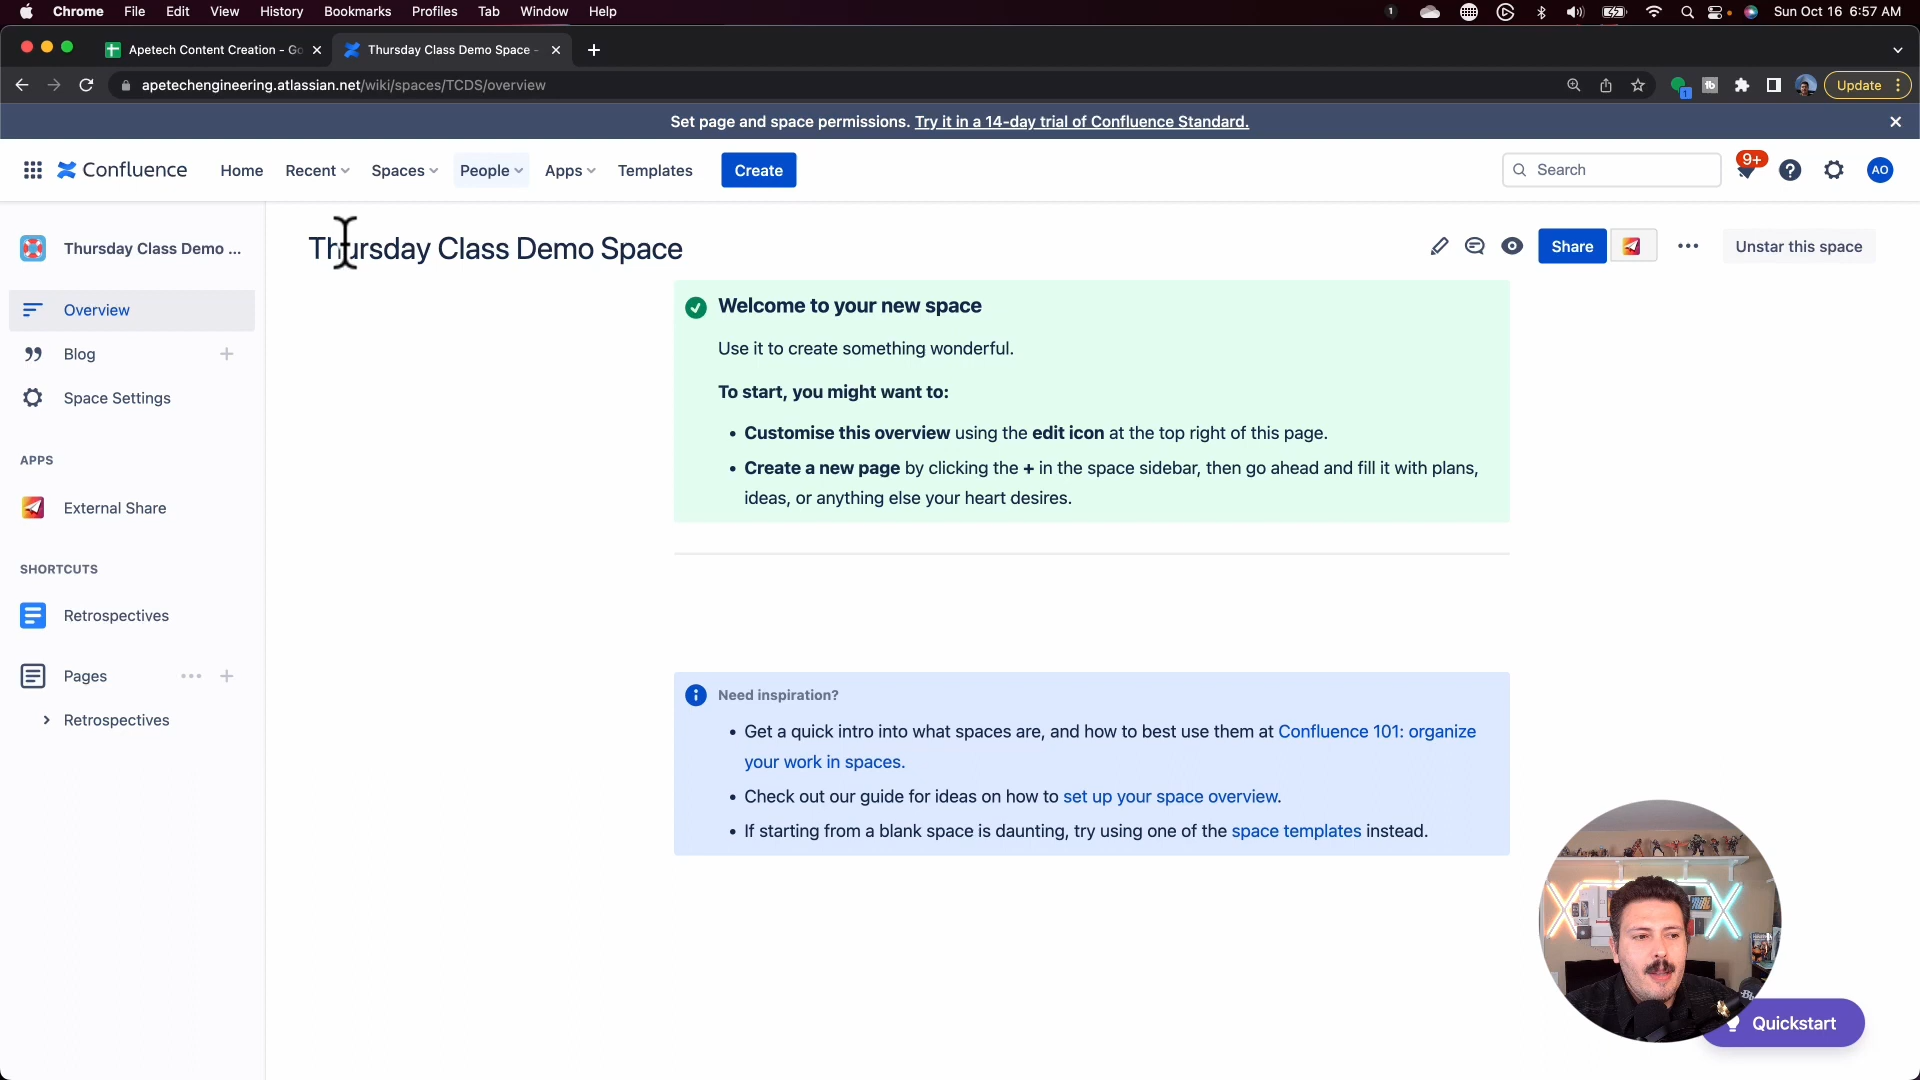 Chrome File Edit View History Bookmarks Profiles Tab Window Help
1
Sun Oct 16 6:57 AM
Apetech Content Creation - Go
Thursday Class Demo Space -
apetechengineering.atlassian.net/wiki/spaces/TCDS/overview
1
tb
Update
Set page and space permissions. Try it in a 14-day trial of Confluence Standard.
Confluence
Home
Recent
Spaces
People
Apps
Templates
Create
Search
9+
AO
Thursday Class Demo ...
Overview
Blog
Space Settings
APPS
External Share
SHORTCUTS
Retrospectives
Pages
Retrospectives
Thursday Class Demo Space
Share
Unstar this space
Welcome to your new space
Use it to create something wonderful.
To start, you might want to:
• Customise this overview using the edit icon at the top right of this page.
• Create a new page by clicking the + in the space sidebar, then go ahead and fill it with plans,
ideas, or anything else your heart desires.
Need inspiration?
• Get a quick intro into what spaces are, and how to best use them at Confluence 101: organize
your work in spaces.
• Check out our guide for ideas on how to set up your space overview.
• If starting from a blank space is daunting, try using one of the space templates instead.
Quickstart